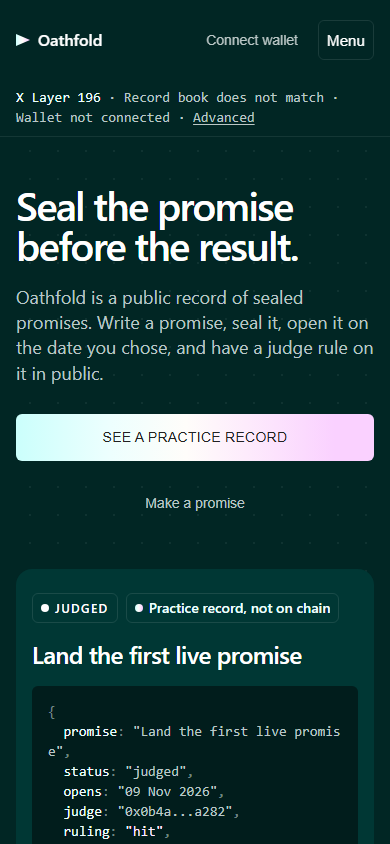 Oathfold
Connect wallet
Menu
X Layer 196 · Record book does not match ·
Wallet not connected · Advanced
Seal the promise
before the result.
Oathfold is a public record of sealed
promises. Write a promise, seal it, open it on
the date you chose, and have a judge rule on
it in public.
SEE A PRACTICE RECORD
Make a promise
JUDGED
Practice record, not on chain
Land the first live promise
{
promise: "Land the first live promis
e",
status: "judged",
opens: "09 Nov 2026",
judge: "0x0b4a...a282",
ruling: "hit",